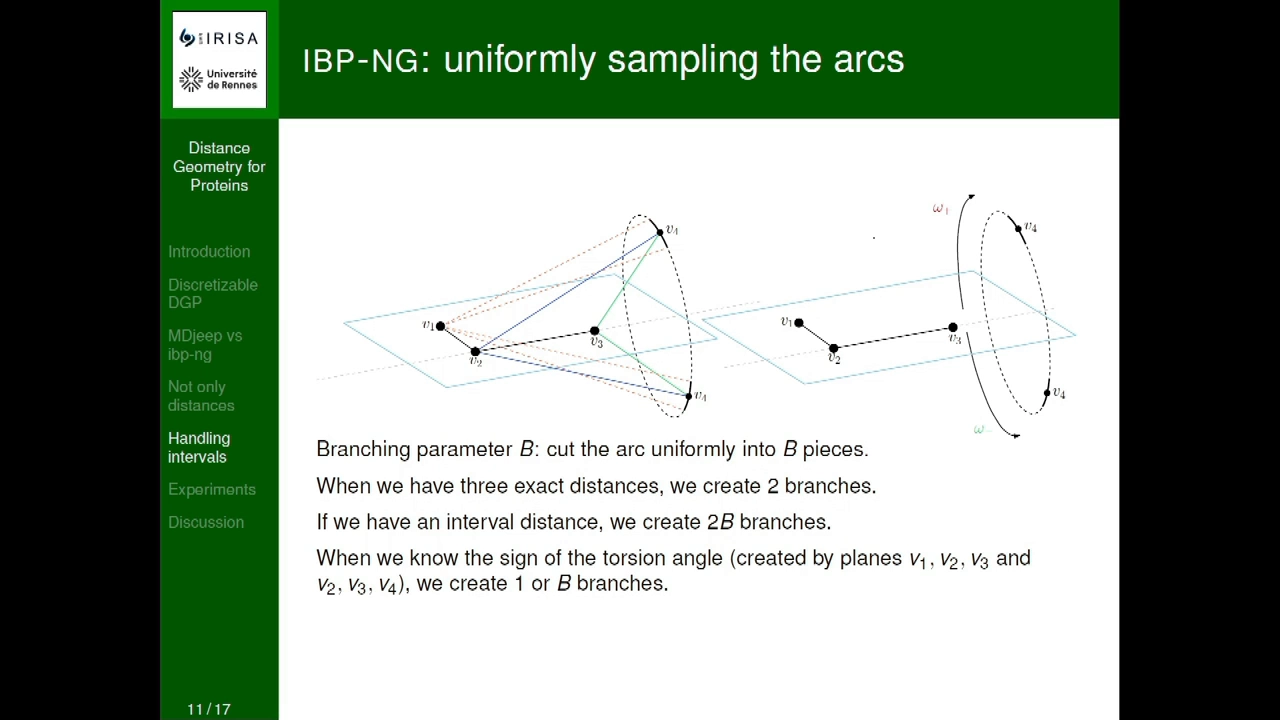 IRISA
Université
de Rennes
IBP-NG: uniformly sampling the arcs
Distance
Geometry for
Proteins
Introduction
Discretizable
DGP
MDjeep vs
ibp-ng
Not only
distances
Handling
intervals
Experiments
Discussion
11 / 17
v₁
v₂
v₃
v₄
v₄
v₁
v₂
v₃
v₄
v₄
ω₊
ω₋
Branching parameter B: cut the arc uniformly into B pieces.
When we have three exact distances, we create 2 branches.
If we have an interval distance, we create 2B branches.
When we know the sign of the torsion angle (created by planes v₁, v₂, v₃ and
v₂, v₃, v₄), we create 1 or B branches.